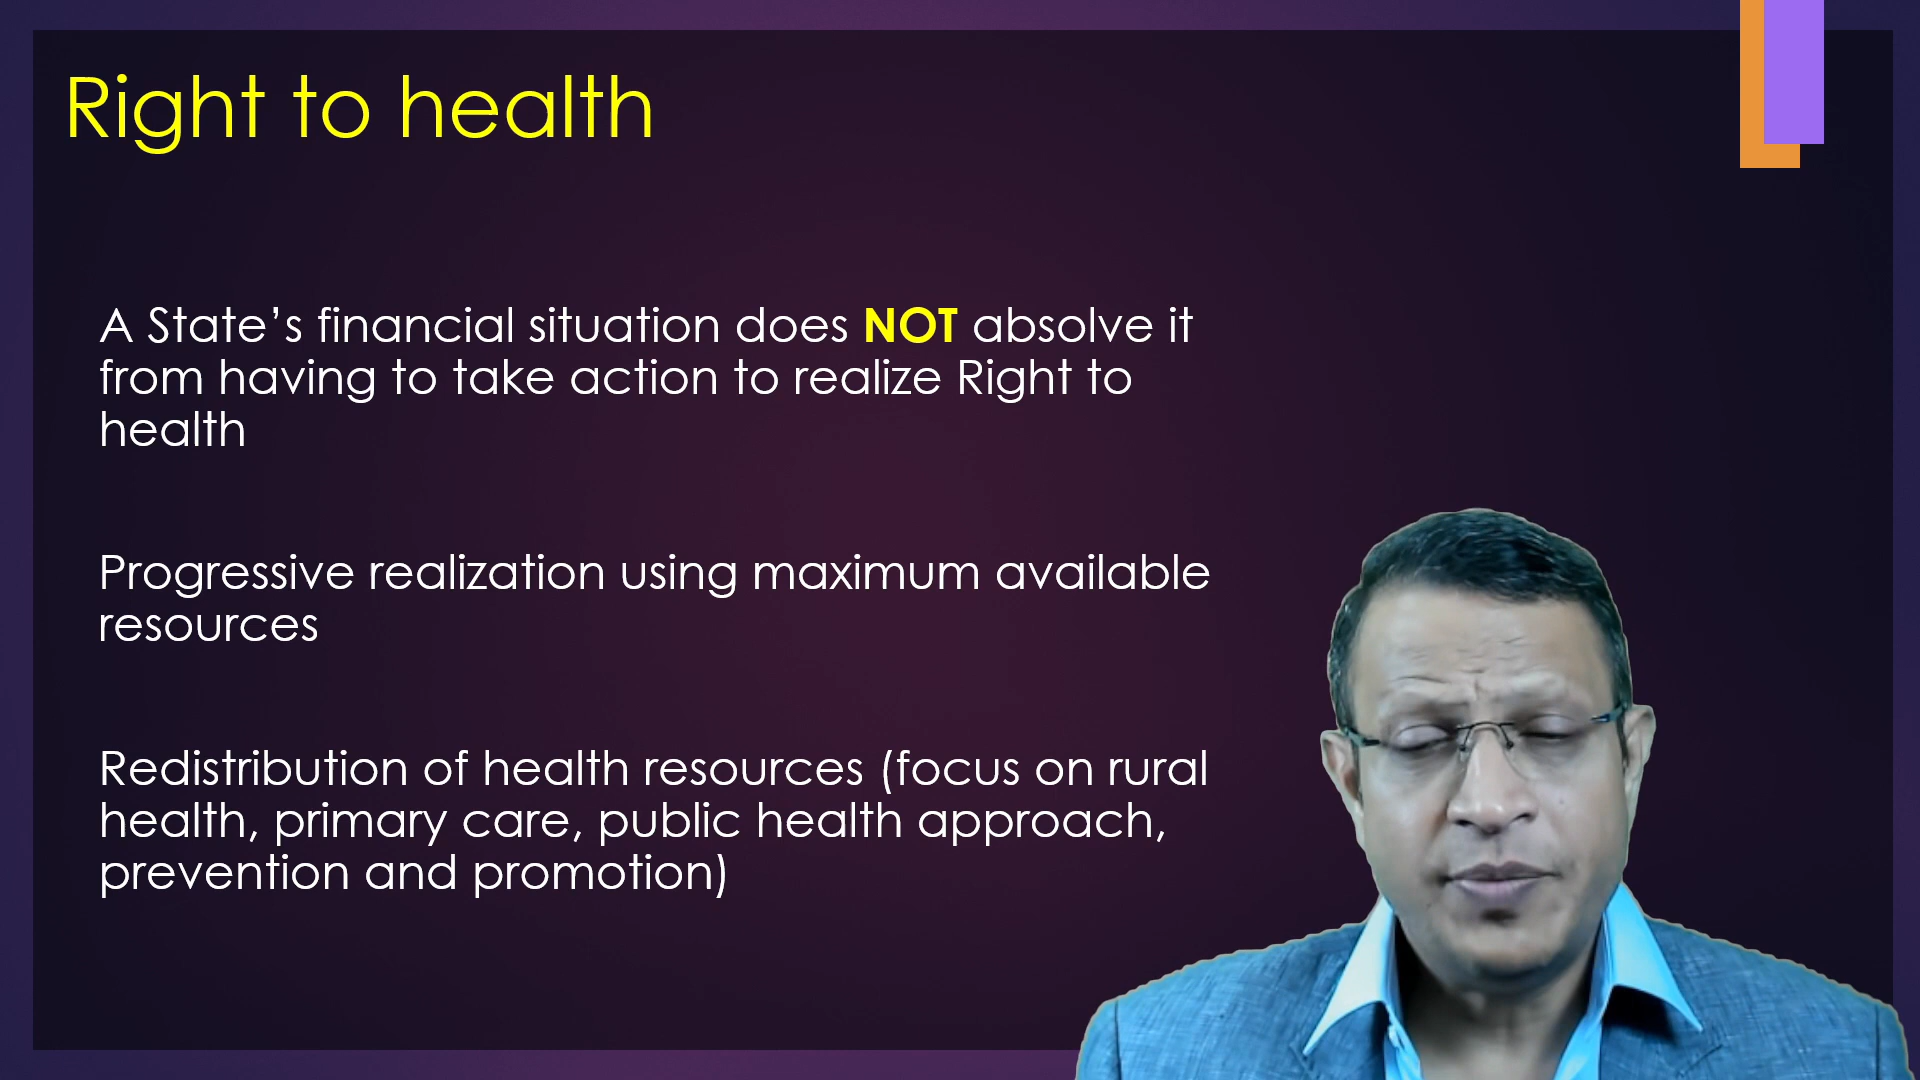 Right to health
A State’s financial situation does NOT absolve it
from having to take action to realize Right to
health
Progressive realization using maximum available
resources
Redistribution of health resources (focus on rural
health, primary care, public health approach,
prevention and promotion)